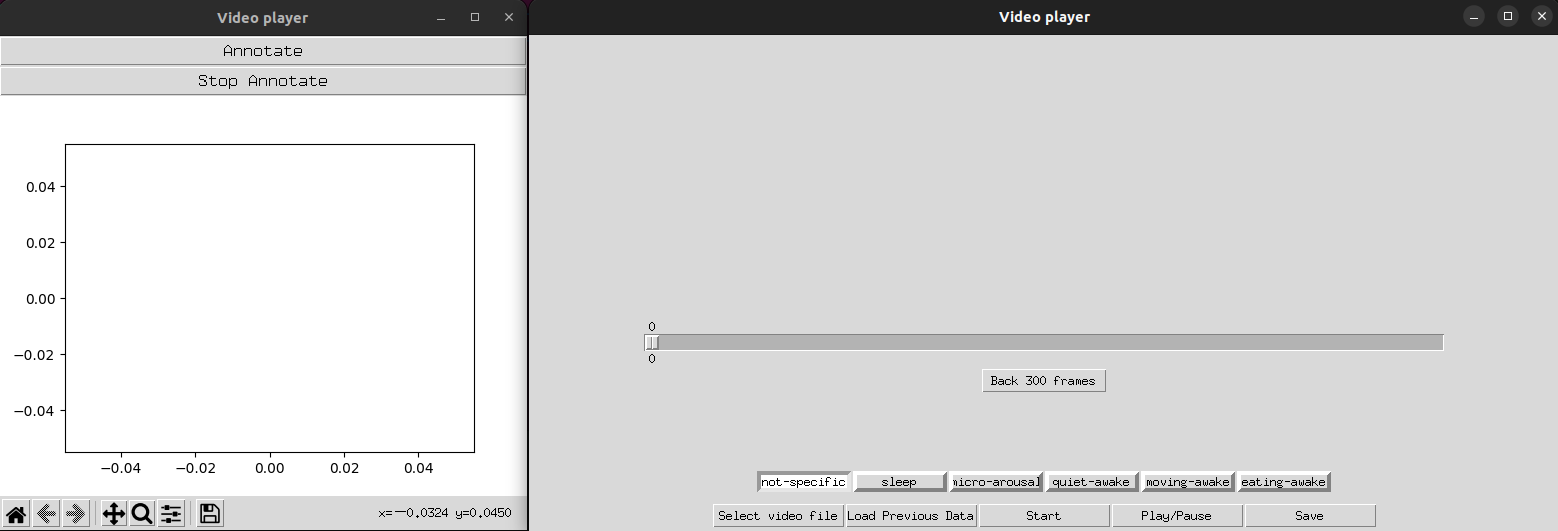 Video player
Annotate
Stop Annotate
0.04
0.02
0.00
−0.02
−0.04
−0.04 −0.02 0.00 0.02 0.04
x=−0.0324 y=0.0450
Video player
0
0
Back 300 frames
not-specific sleep micro-arousal quiet-awake moving-awake eating-awake
Select video file Load Previous Data Start Play/Pause Save